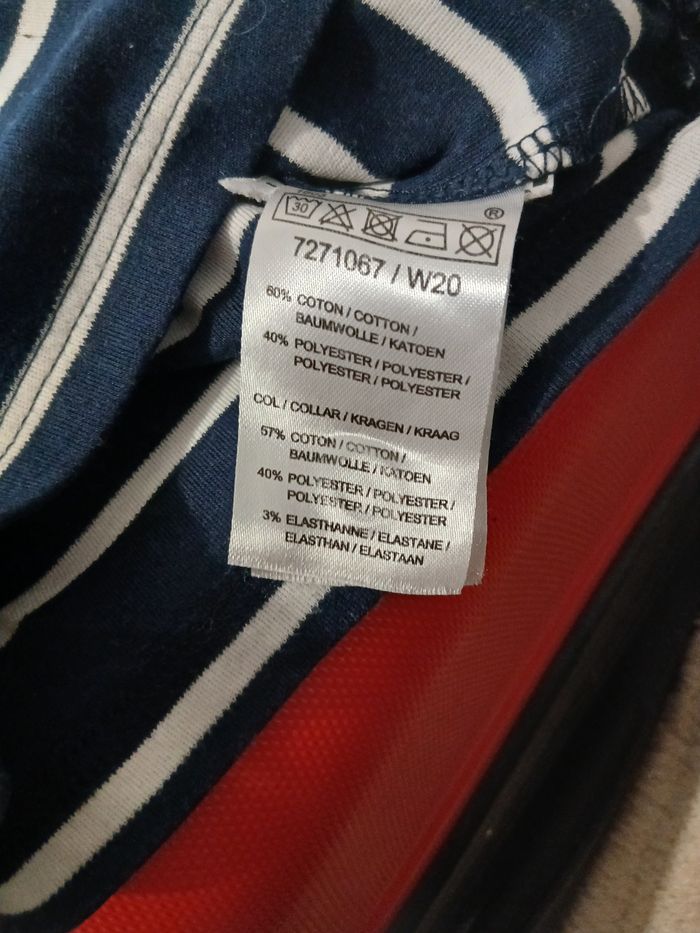 30 ®
7271067 / W20
60% COTON / COTTON /
BAUMWOLLE / KATOEN
40% POLYESTER / POLYESTER /
POLYESTER / POLYESTER
COL / COLLAR / KRAGEN / KRAAG
57% COTON / COTTON /
BAUMWOLLE / KATOEN
40% POLYESTER / POLYESTER /
POLYESTER / POLYESTER
3% ELASTHANNE / ELASTANE /
ELASTHAN / ELASTAAN